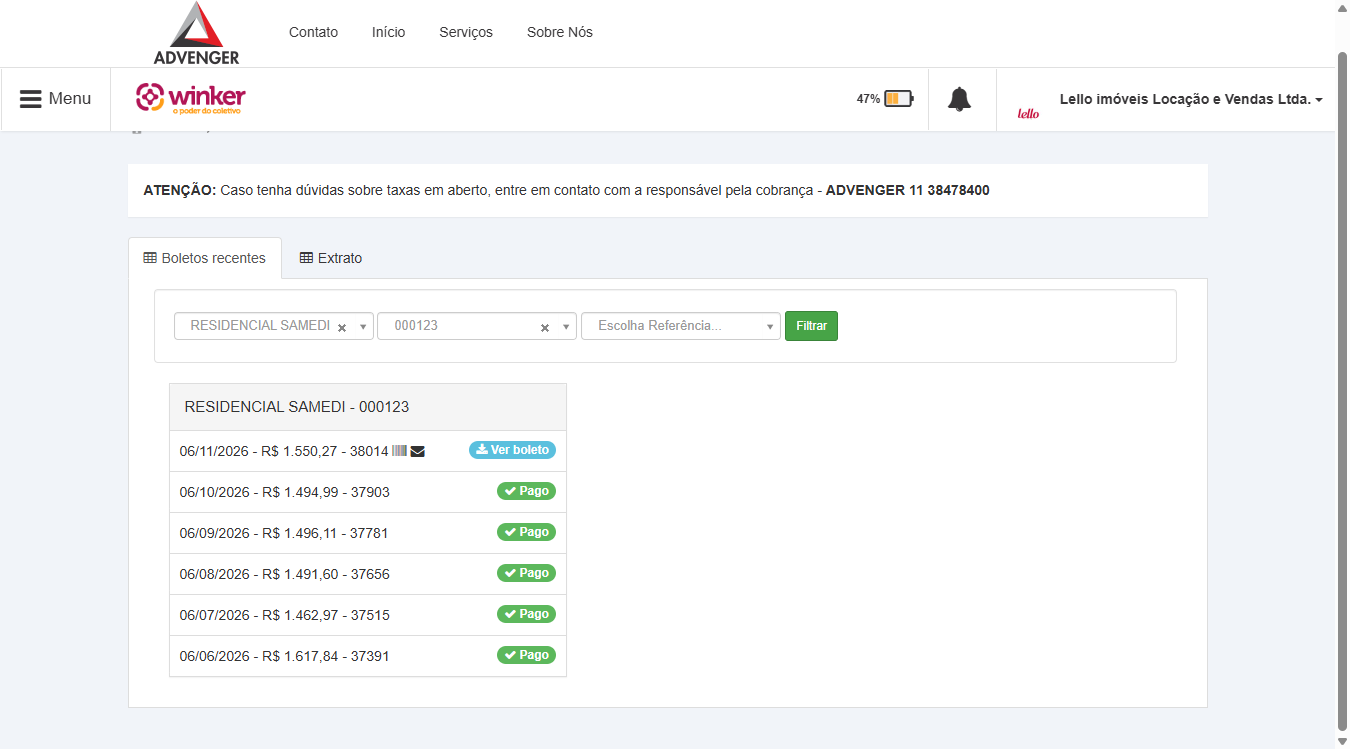 ADVENGER
Contato Início Serviços Sobre Nós
Menu
winker
o poder do coletivo
47%
lello
Lello imóveis Locação e Vendas Ltda.
ATENÇÃO: Caso tenha dúvidas sobre taxas em aberto, entre em contato com a responsável pela cobrança - ADVENGER 11 38478400
Boletos recentes Extrato
RESIDENCIAL SAMEDI × 000123 × Escolha Referência... Filtrar
RESIDENCIAL SAMEDI - 000123
06/11/2026 - R$ 1.550,27 - 38014 Ver boleto
06/10/2026 - R$ 1.494,99 - 37903 Pago
06/09/2026 - R$ 1.496,11 - 37781 Pago
06/08/2026 - R$ 1.491,60 - 37656 Pago
06/07/2026 - R$ 1.462,97 - 37515 Pago
06/06/2026 - R$ 1.617,84 - 37391 Pago